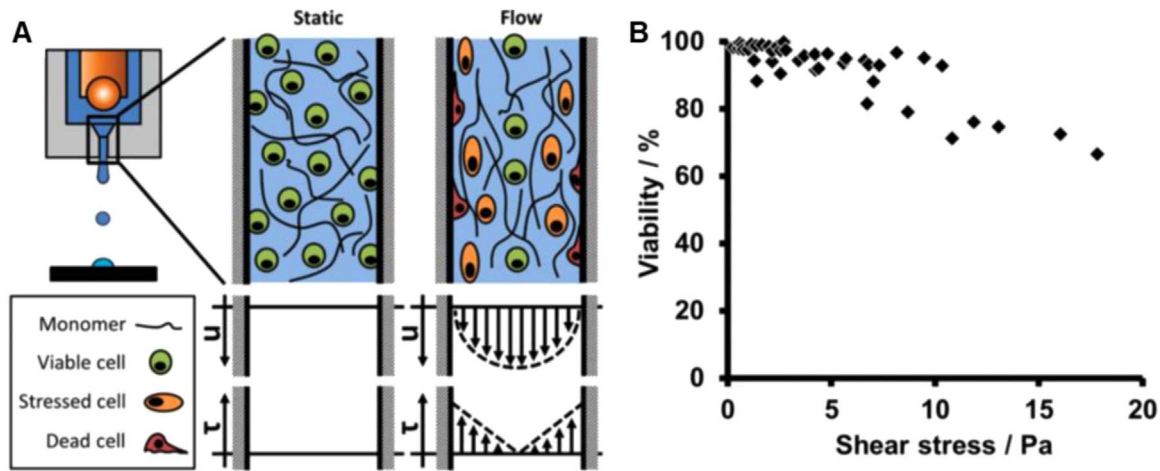 A
Static
Flow
Monomer
Viable cell
Stressed cell
Dead cell
u
u
τ
τ
B
Viability / %
100
80
60
40
20
0
0 5 10 15 20
Shear stress / Pa